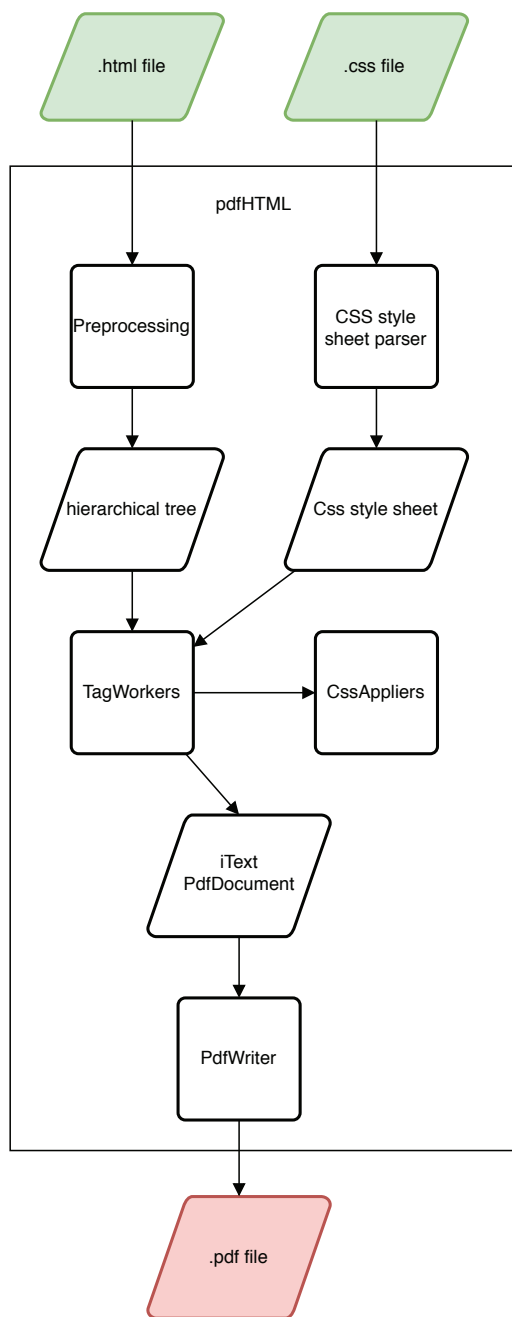 .html file
.css file
pdfHTML
Preprocessing
CSS style
sheet parser
hierarchical tree
Css style sheet
TagWorkers
CssAppliers
iText
PdfDocument
PdfWriter
.pdf file